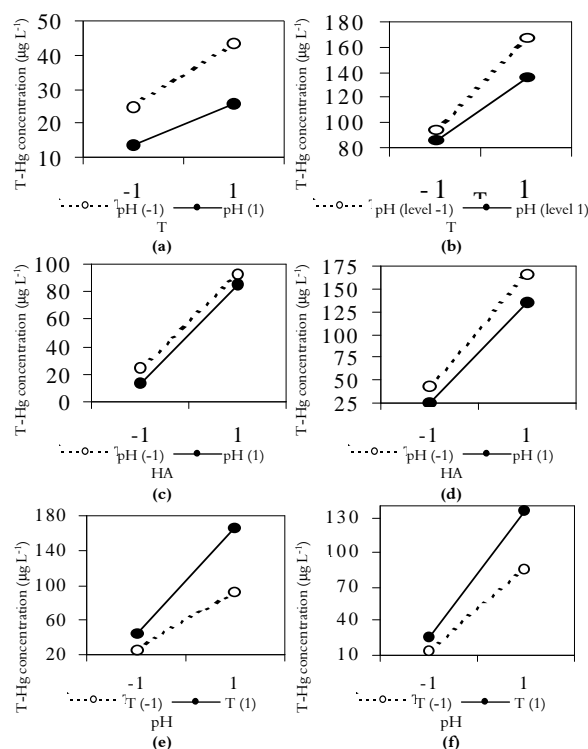 T-Hg concentration (µg L⁻¹)
50
40
30
20
10
-1 1
pH (-1) pH (1)
T
(a)
T-Hg concentration (µg L⁻¹)
180
160
140
120
100
80
-1 1
T
pH (level -1) pH (level 1)
T
(b)
T-Hg concentration (µg L⁻¹)
100
80
60
40
20
0
-1 1
pH (-1) pH (1)
HA
(c)
T-Hg concentration (µg L⁻¹)
175
150
125
100
75
50
25
-1 1
pH (-1) pH (1)
HA
(d)
T-Hg concentration (µg L⁻¹)
180
140
100
60
20
-1 1
T (-1) T (1)
pH
(e)
T-Hg concentration (µg L⁻¹)
130
100
70
40
10
-1 1
T (-1) T (1)
pH
(f)